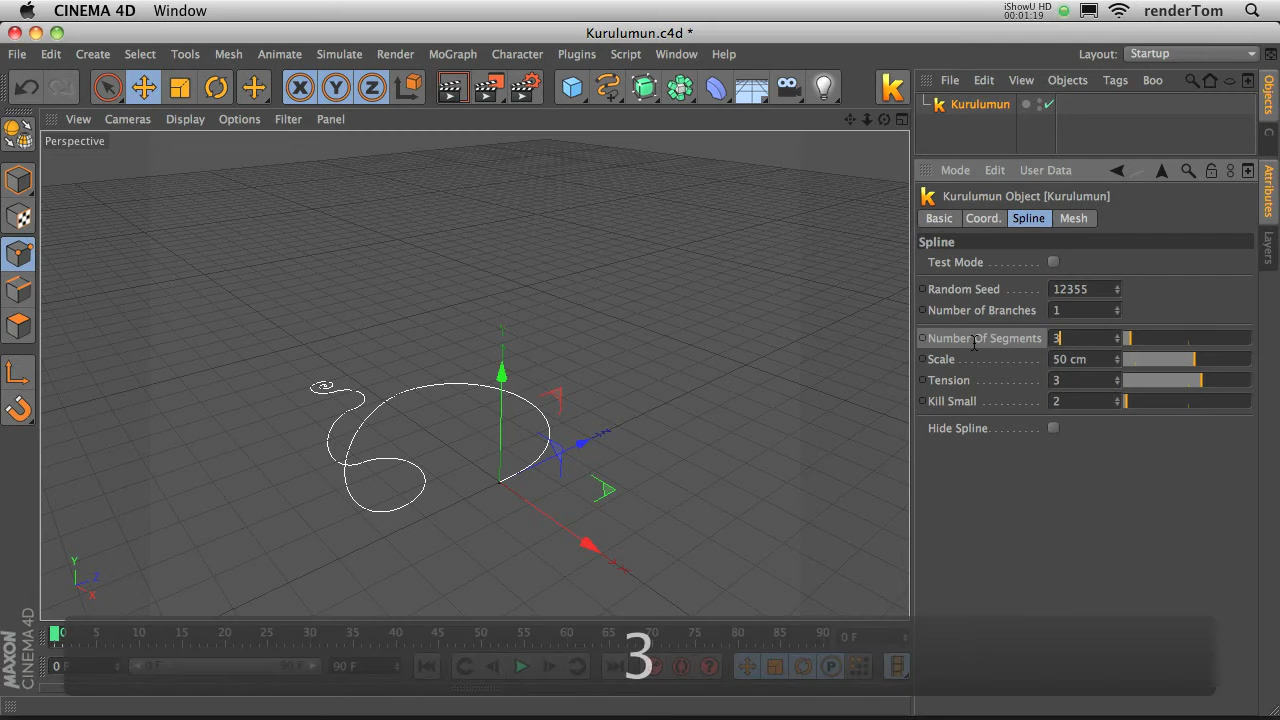 CINEMA 4D Window
iShowU HD
00:01:19
renderTom
Kurulumun.c4d *
File Edit Create Select Tools Mesh Animate Simulate Render MoGraph Character Plugins Script Window Help
Layout: Startup
X Y Z
File Edit View Objects Tags Boo
Kurulumun
View Cameras Display Options Filter Panel
Perspective
Mode Edit User Data
Kurulumun Object [Kurulumun]
Basic Coord. Spline Mesh
Spline
Test Mode
Random Seed 12355
Number of Branches 1
Number Of Segments 3
Scale 50 cm
Tension 3
Kill Small 2
Hide Spline
Objects
C
Attributes
Layers
Y
Z
X
0 5 10 15 20 25 30 35 40 45 50 55 60 65 70 75 80 85 90 0 F
0 F 0 F 90 F 90 F
3
MAXON
CINEMA 4D